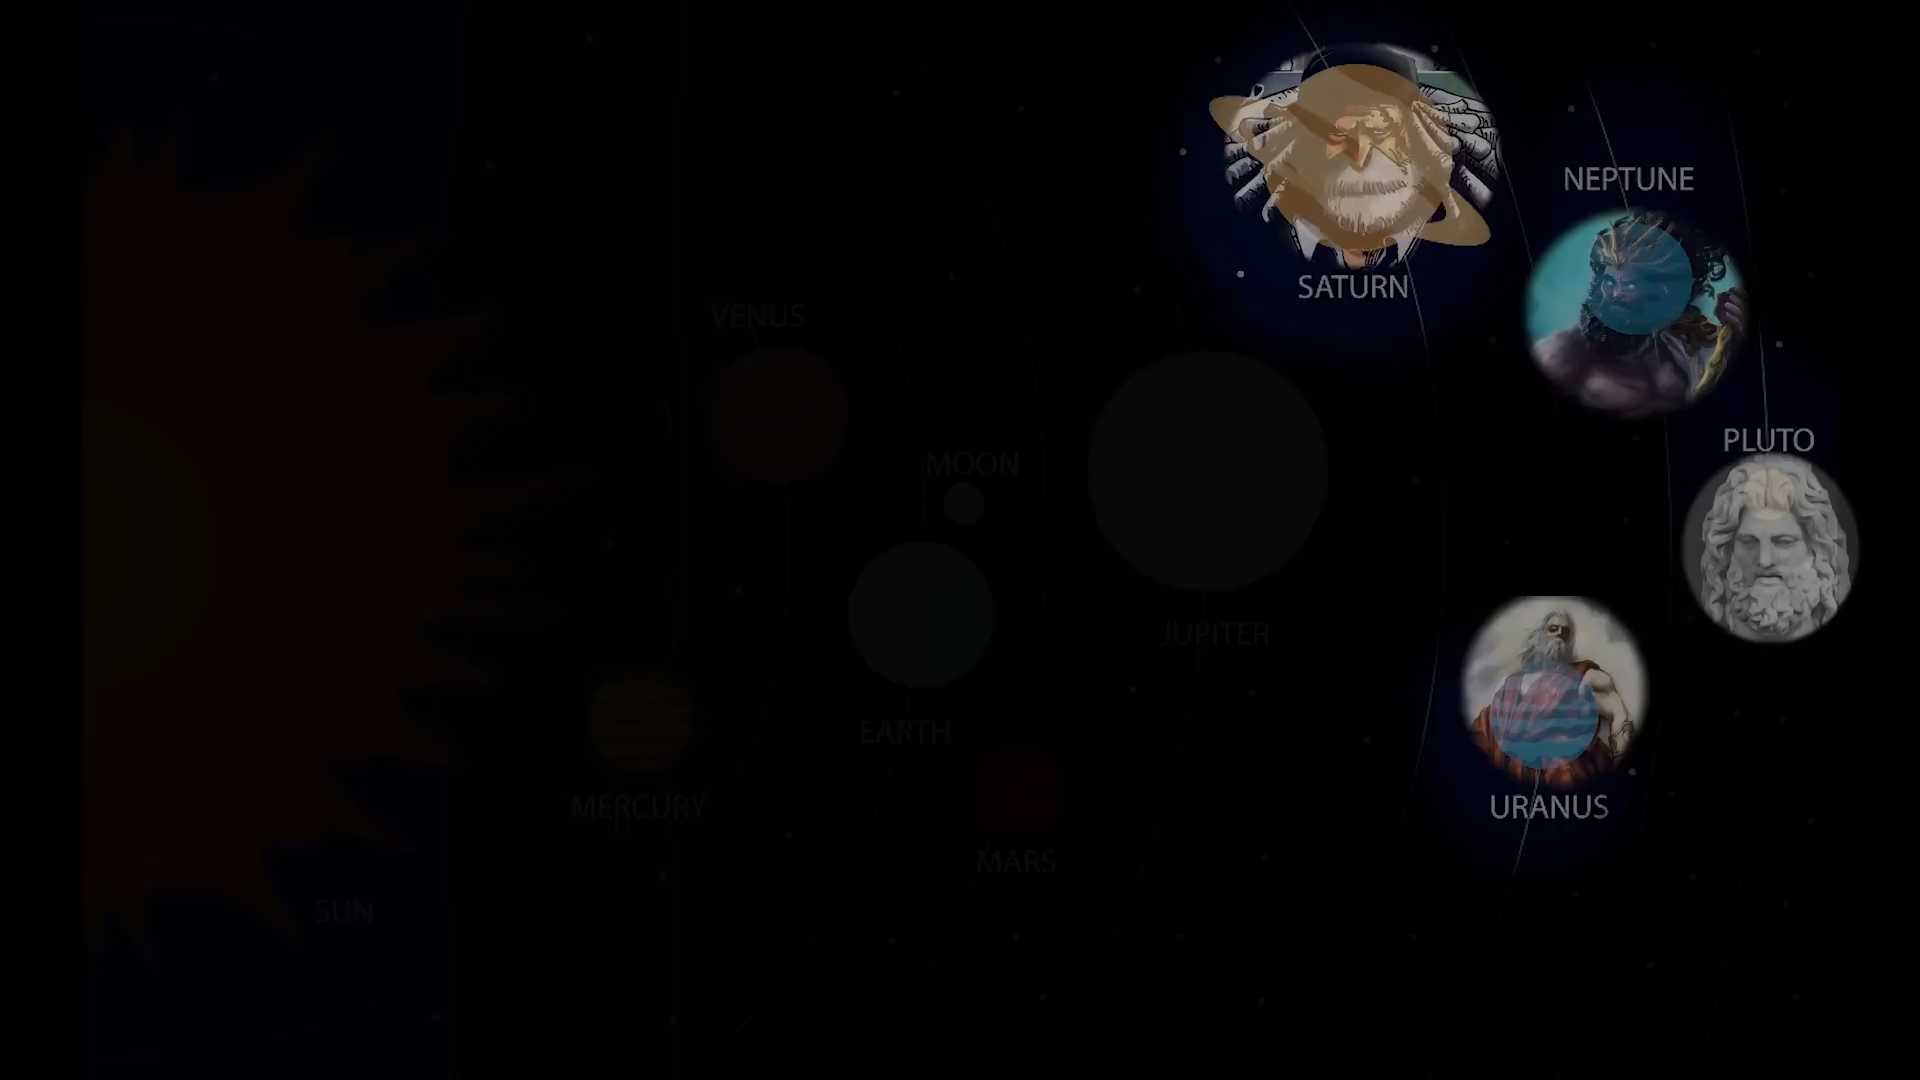 NEPTUNE
SATURN
VENUS
PLUTO
MOON
JUPITER
EARTH
MERCURY
URANUS
MARS
SUN